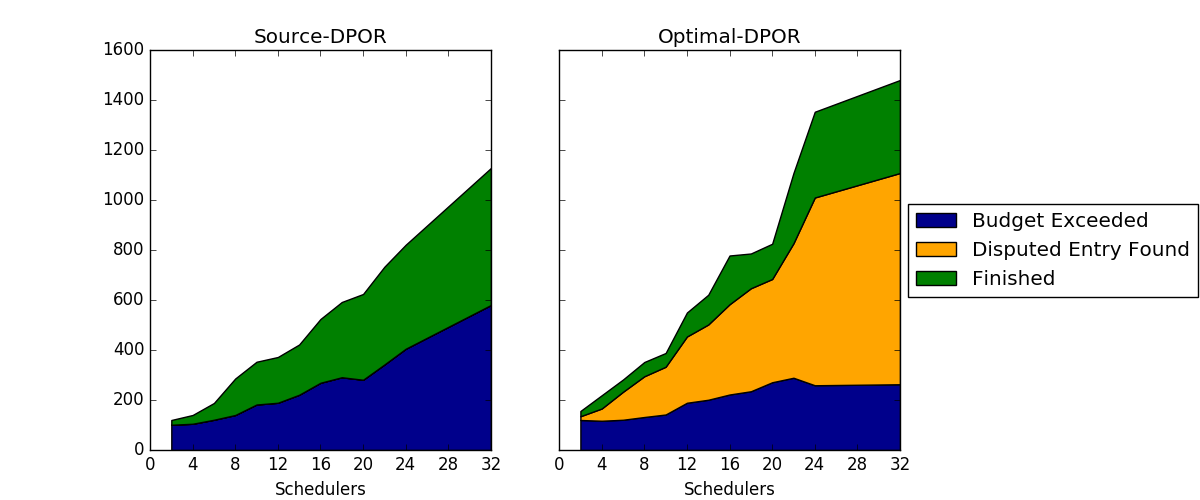 Source-DPOR
Optimal-DPOR
1600
1400
1200
1000
800
600
400
200
0
0 4 8 12 16 20 24 28 32
0 4 8 12 16 20 24 28 32
Schedulers
Schedulers
Budget Exceeded
Disputed Entry Found
Finished